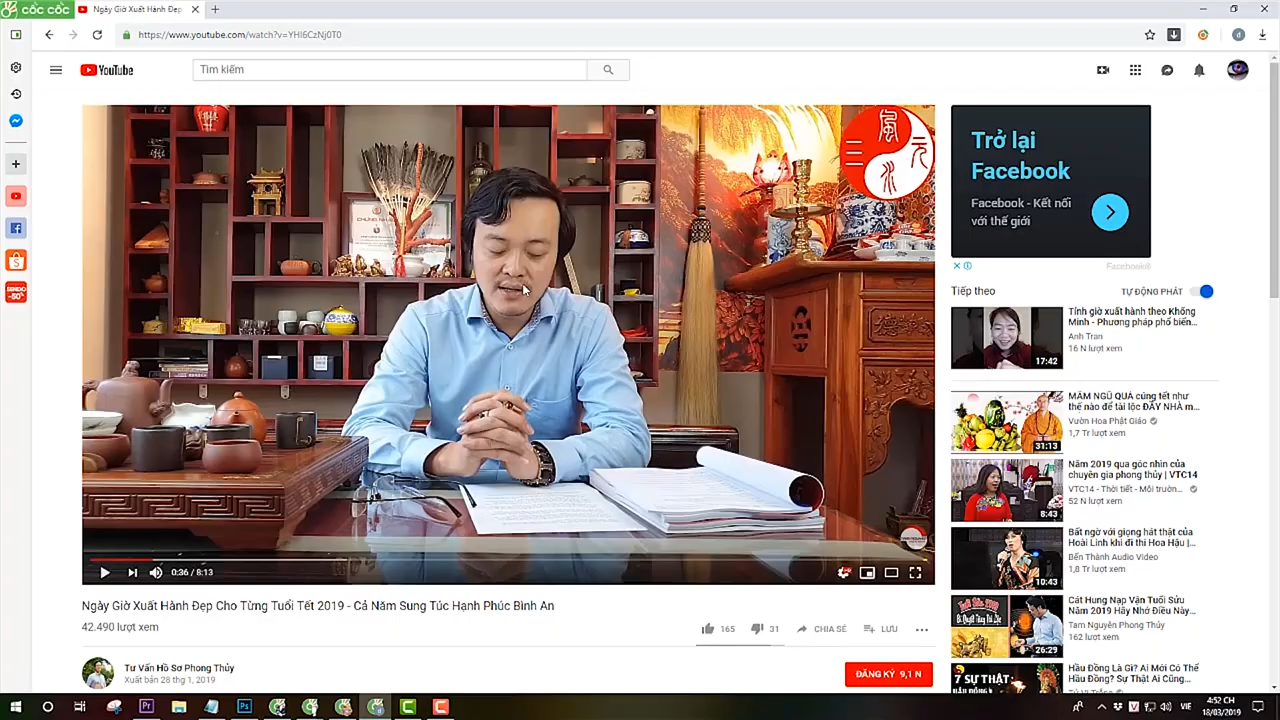 CỐC CỐC
Ngày Giờ Xuất Hành Đẹp
https://www.youtube.com/watch?v=YHl6CzNj0T0
YouTube
Tìm kiếm
風
元
Trở lại
Facebook
Facebook - Kết nối
với thế giới
Facebook®
Tiếp theo
TỰ ĐỘNG PHÁT
Tính giờ xuất hành theo Khổng
Minh - Phương pháp phổ biến...
Anh Tran
16 N lượt xem
17:42
MÂM NGŨ QUẢ cúng tết như
thế nào để tài lộc ĐẦY NHÀ m...
Vườn Hoa Phật Giáo
1,7 Tr lượt xem
31:13
Năm 2019 qua góc nhìn của
chuyên gia phong thủy | VTC14
VTC14 - Thời tiết - Môi trườn...
52 N lượt xem
8:43
Bất ngờ với giọng hát thật của
Hoài Linh khi đi thi Hoa Hậu |...
Bến Thành Audio Video
1,8 Tr lượt xem
10:43
Cát Hung Nạp Vận Tuổi Sửu
Năm 2019 Hãy Nhớ Điều Này...
Tam Nguyên Phong Thủy
162 lượt xem
26:29
Hầu Đồng Là Gì? Ai Mới Có Thể
Hầu Đồng? Sự Thật Ai Cũng...
7 SỰ THẬT:
SENDO
-50%
0:36 / 8:13
Ngày Giờ Xuất Hành Đẹp Cho Từng Tuổi Tết 2019 - Cả Năm Sung Túc Hạnh Phúc Bình An
42.490 lượt xem
165
31
CHIA SẺ
LƯU
Tư Vấn Hồ Sơ Phong Thủy
Xuất bản 28 thg 1, 2019
ĐĂNG KÝ 9,1 N
VIE
4:52 CH
18/03/2019